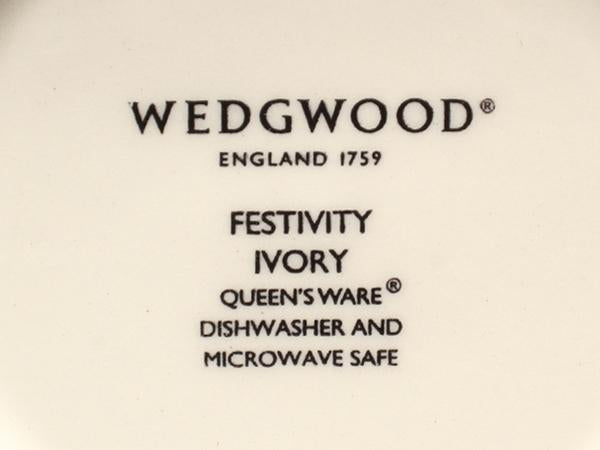 WEDGWOOD®
ENGLAND 1759
FESTIVITY
IVORY
QUEEN'S WARE®
DISHWASHER AND
MICROWAVE SAFE